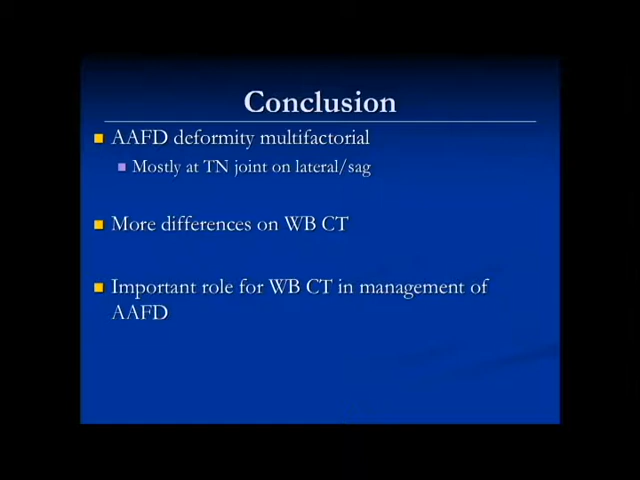 Conclusion
AAFD deformity multifactorial
Mostly at TN joint on lateral/sag
More differences on WB CT
Important role for WB CT in management of
AAFD